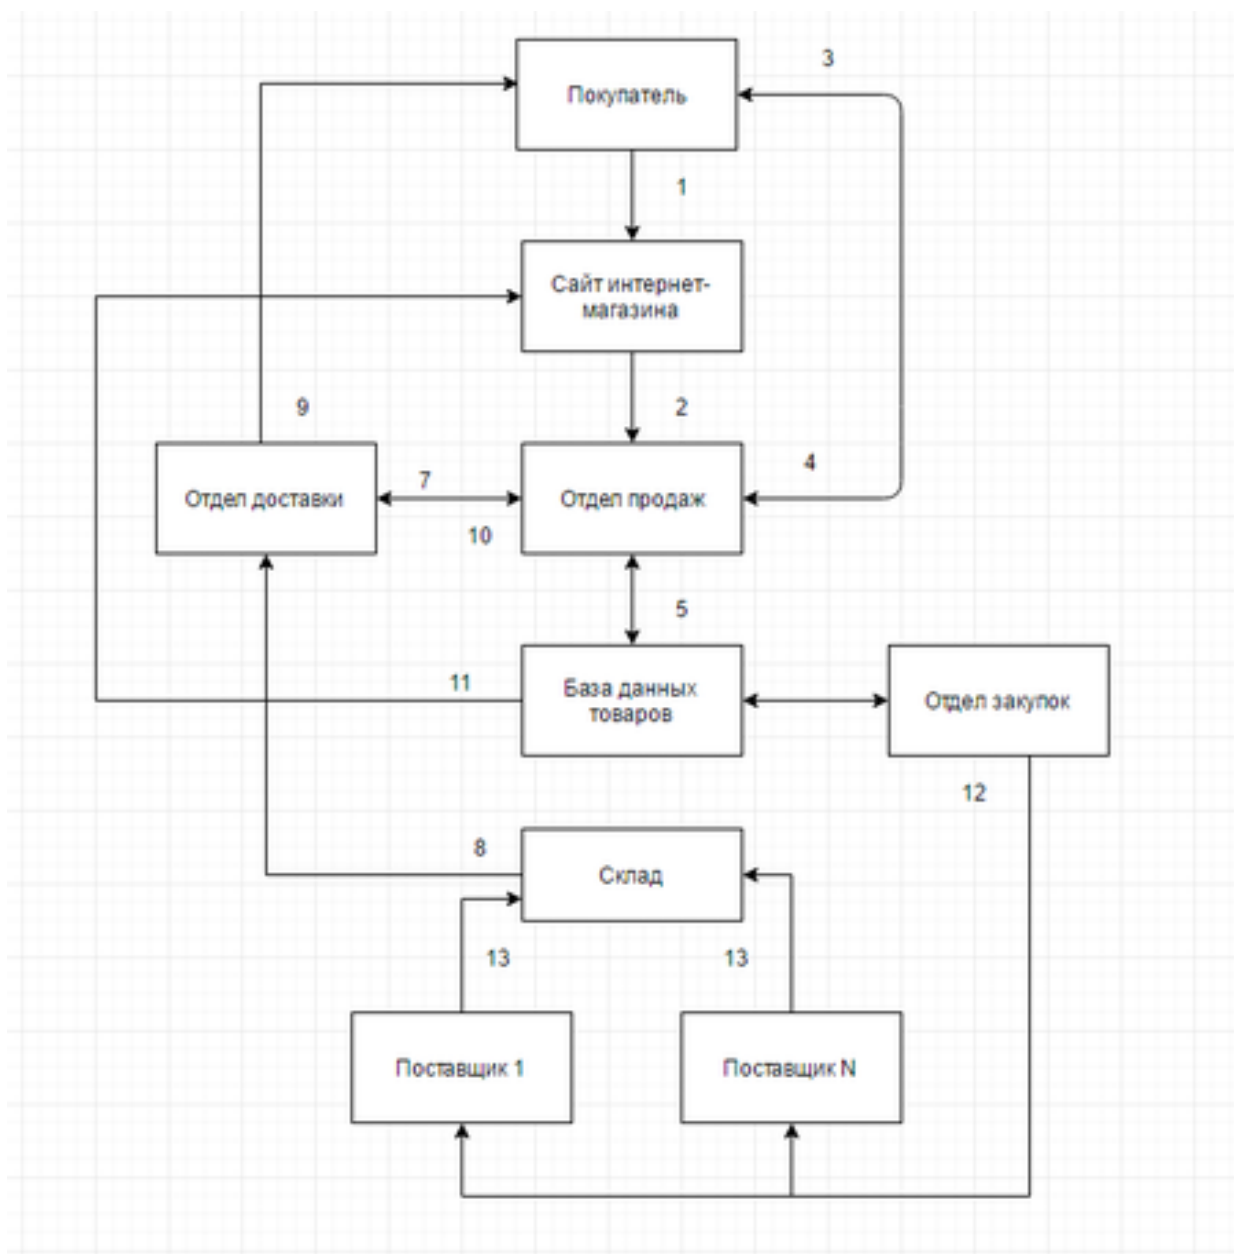 3
Покупатель
1
Сайт интернет-
магазина
9
2
4
7
Отдел доставки
Отдел продаж
10
5
11
База данных
товаров
Отдел закупок
12
8
Склад
13
13
Поставщик 1
Поставщик N